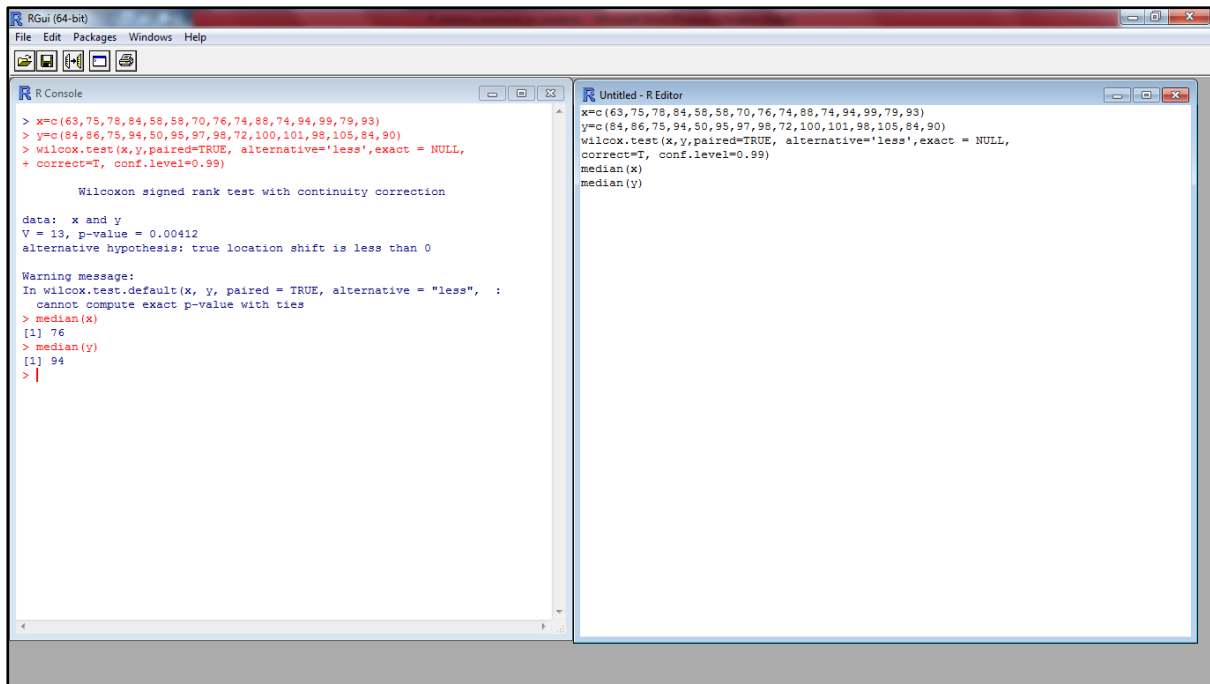 RGui (64-bit)
File Edit Packages Windows Help
R Console
> x=c(63,75,78,84,58,58,70,76,74,88,74,94,99,79,93)
> y=c(84,86,75,94,50,95,97,98,72,100,101,98,105,84,90)
> wilcox.test(x,y,paired=TRUE, alternative='less',exact = NULL,
+ correct=T, conf.level=0.99)
Wilcoxon signed rank test with continuity correction
data: x and y
V = 13, p-value = 0.00412
alternative hypothesis: true location shift is less than 0
Warning message:
In wilcox.test.default(x, y, paired = TRUE, alternative = "less", :
cannot compute exact p-value with ties
> median(x)
[1] 76
> median(y)
[1] 94
>
Untitled - R Editor
x=c(63,75,78,84,58,58,70,76,74,88,74,94,99,79,93)
y=c(84,86,75,94,50,95,97,98,72,100,101,98,105,84,90)
wilcox.test(x,y,paired=TRUE, alternative='less',exact = NULL,
correct=T, conf.level=0.99)
median(x)
median(y)